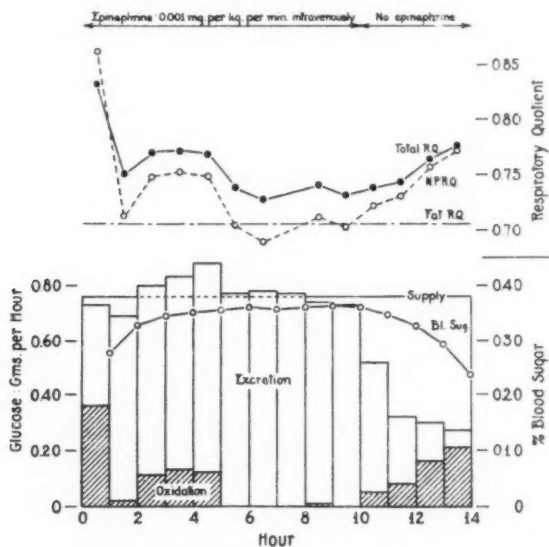 Epinephrine: 0.001 mg. per kg. per min. intravenously
No epinephrine
0.85
0.80
0.75
0.70
Respiratory Quotient
Total RQ
NPRQ
Fat RQ
0.80
0.60
0.40
0.20
0
Glucose: Gms. per Hour
0.40
0.30
0.20
0.10
0
% Blood Sugar
Supply
Bl. Sug.
Excretion
Oxidation
0 2 4 6 8 10 12 14
Hour